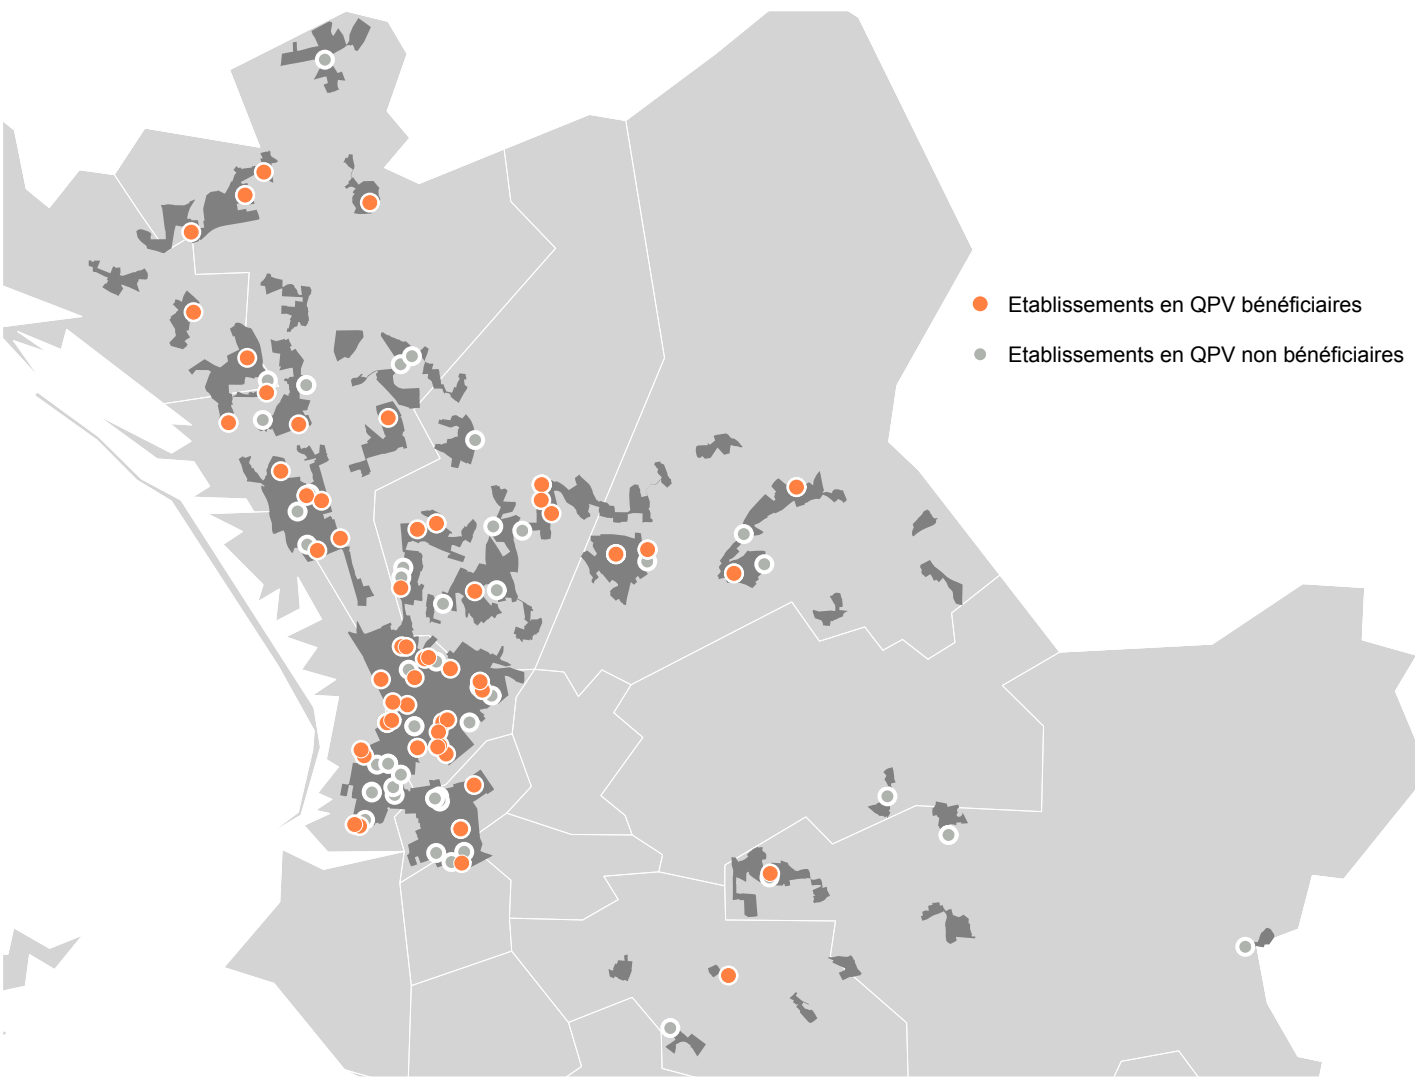 Etablissements en QPV bénéficiaires
Etablissements en QPV non bénéficiaires